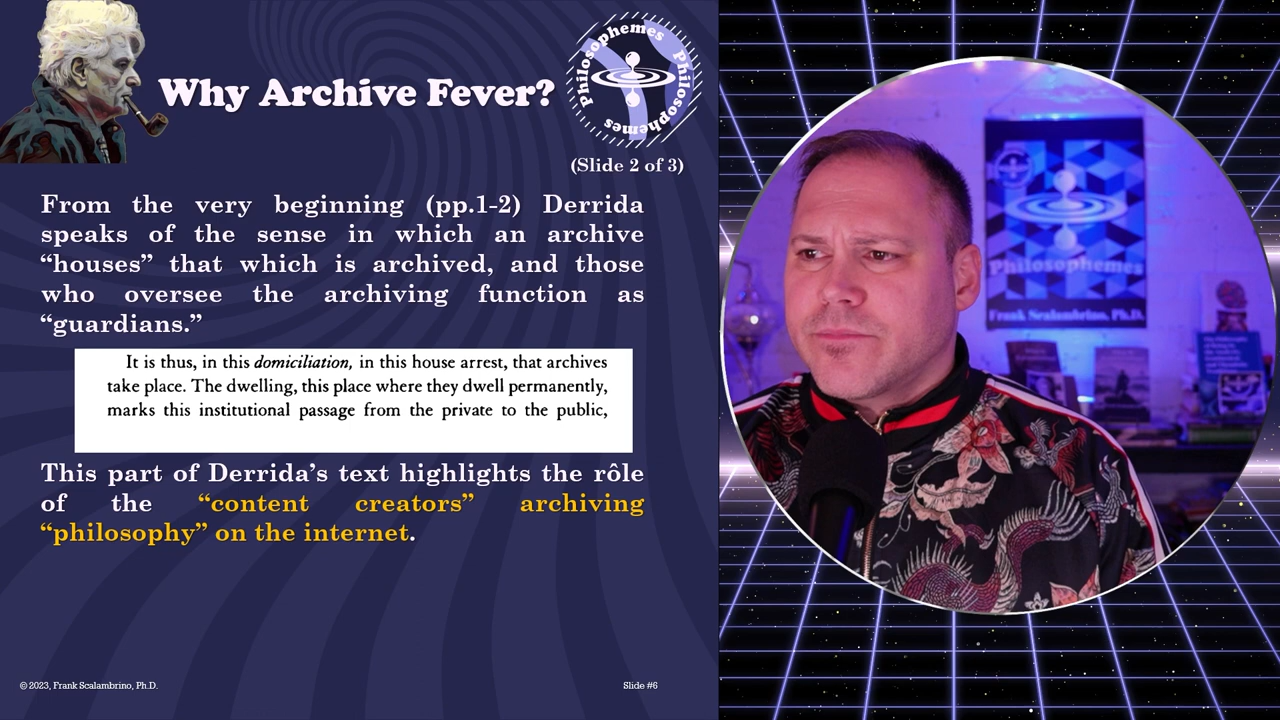 Why Archive Fever?
Philosophemes Philosophemes Philosophemes
(Slide 2 of 3)
From the very beginning (pp.1-2) Derrida
speaks of the sense in which an archive
“houses” that which is archived, and those
who oversee the archiving function as
“guardians.”
It is thus, in this domiciliation, in this house arrest, that archives
take place. The dwelling, this place where they dwell permanently,
marks this institutional passage from the private to the public,
This part of Derrida’s text highlights the rôle
of the “content creators” archiving
“philosophy” on the internet.
© 2023, Frank Scalambrino, Ph.D.
Slide #6
Philosophemes
Frank Scalambrino, Ph.D.